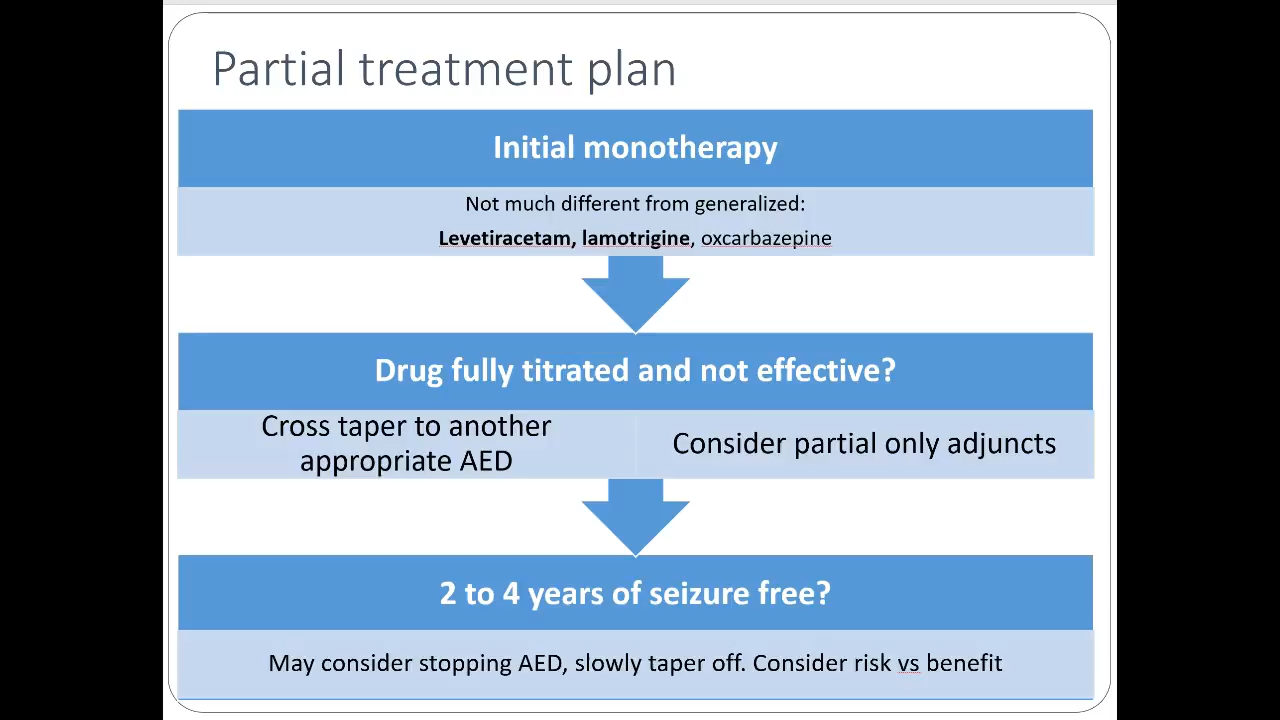 Partial treatment plan
Initial monotherapy
Not much different from generalized:
Levetiracetam, lamotrigine, oxcarbazepine
Drug fully titrated and not effective?
Cross taper to another
appropriate AED
Consider partial only adjuncts
2 to 4 years of seizure free?
May consider stopping AED, slowly taper off. Consider risk vs benefit